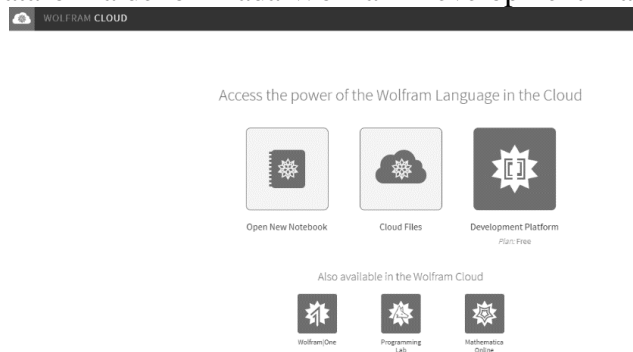 WOLFRAM CLOUD
Access the power of the Wolfram Language in the Cloud
Open New Notebook
Cloud Files
Development Platform
Plan: Free
Also available in the Wolfram Cloud
Wolfram|One
Programming
Lab
Mathematica
Online